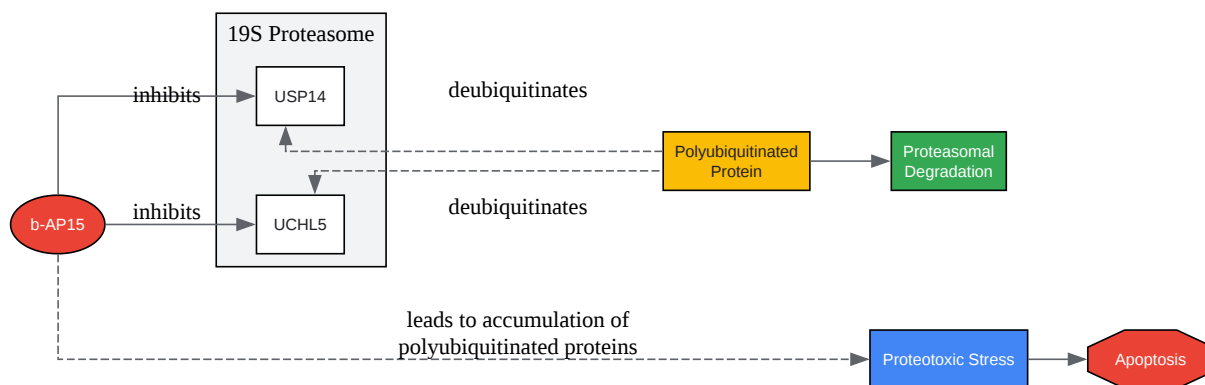 19S Proteasome
inhibits
USP14
deubiquitinates
Polyubiquitinated
Protein
Proteasomal
Degradation
b-AP15
inhibits
UCHL5
deubiquitinates
leads to accumulation of
polyubiquitinated proteins
Proteotoxic Stress
Apoptosis